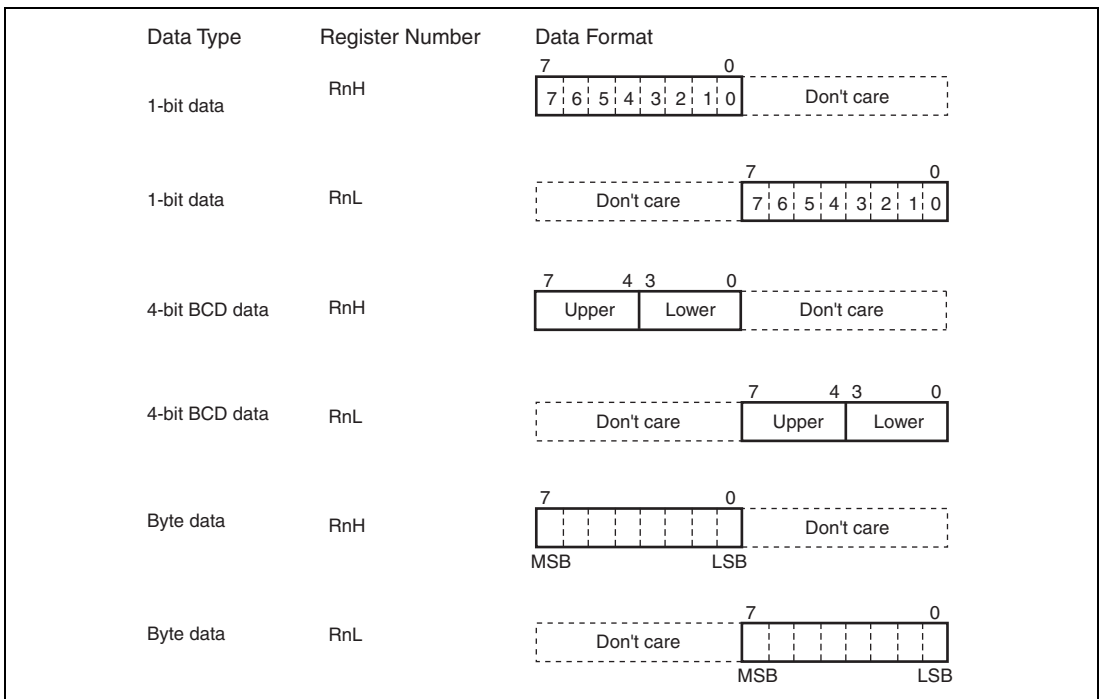 Data Type Register Number Data Format
7 0
1-bit data RnH 7 6 5 4 3 2 1 0 Don't care
7 0
1-bit data RnL Don't care 7 6 5 4 3 2 1 0
7 4 3 0
4-bit BCD data RnH Upper Lower Don't care
7 4 3 0
4-bit BCD data RnL Don't care Upper Lower
7 0
Byte data RnH Don't care
MSB LSB
7 0
Byte data RnL Don't care
MSB LSB